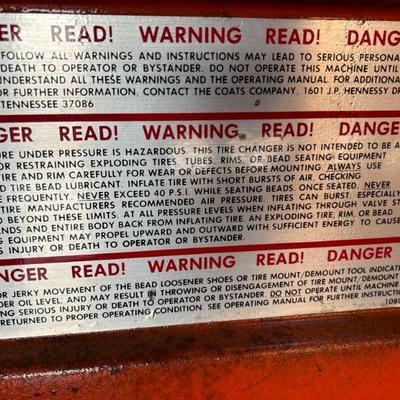 ER READ! WARNING READ! DANG
FOLLOW ALL WARNINGS AND INSTRUCTIONS MAY LEAD TO SERIOUS PERSONA
DEATH TO OPERATOR OR BYSTANDER. DO NOT OPERATE THIS MACHINE UNTIL
UNDERSTAND ALL THESE WARNINGS AND THE OPERATING MANUAL. FOR ADDITIONA
OR FURTHER INFORMATION, CONTACT THE COATS COMPANY, 1601 J.P. HENNESSY DR
TENNESSEE 37086
GER READ! WARNING READ! DANGE
URE UNDER PRESSURE IS HAZARDOUS. THIS TIRE CHANGER IS NOT INTENDED TO BE A
OR RESTRAINING EXPLODING TIRES, TUBES, RIMS, OR BEAD SEATING EQUIPMENT
TIRE AND RIM CAREFULLY FOR WEAR OR DEFECTS BEFORE MOUNTING. ALWAYS USE
D TIRE BEAD LUBRICANT. INFLATE TIRE WITH SHORT BURSTS OF AIR, CHECKING
E FREQUENTLY. NEVER EXCEED 40 P.S.I. WHILE SEATING BEADS. ONCE SEATED, NEVER
TIRE MANUFACTURERS RECOMMENDED AIR PRESSURE. TIRES CAN BURST, ESPECIALLY
D BEYOND THESE LIMITS. AT ALL PRESSURE LEVELS WHEN INFLATING THROUGH VALVE ST
ANDS AND ENTIRE BODY BACK FROM INFLATING TIRE. AN EXPLODING TIRE, RIM, OR BEAD
G EQUIPMENT MAY PROPEL UPWARD AND OUTWARD WITH SUFFICIENT ENERGY TO CAUSE
S INJURY OR DEATH TO OPERATOR OR BYSTANDER.
NGER READ! WARNING READ! DANGER
OR JERKY MOVEMENT OF THE BEAD LOOSENER SHOES OR TIRE MOUNT/DEMOUNT TOOL INDICAT
DER OIL LEVEL, AND MAY RESULT IN THROWING OR DISENGAGEMENT OF TIRE MOUNT/DEMOUNT
NG SERIOUS INJURY OR DEATH TO OPERATOR OR BYSTANDER. DO NOT OPERATE UNTIL MACHINE
RETURNED TO PROPER OPERATING CONDITION. SEE OPERATING MANUAL FOR FURTHER INSTRUCTION